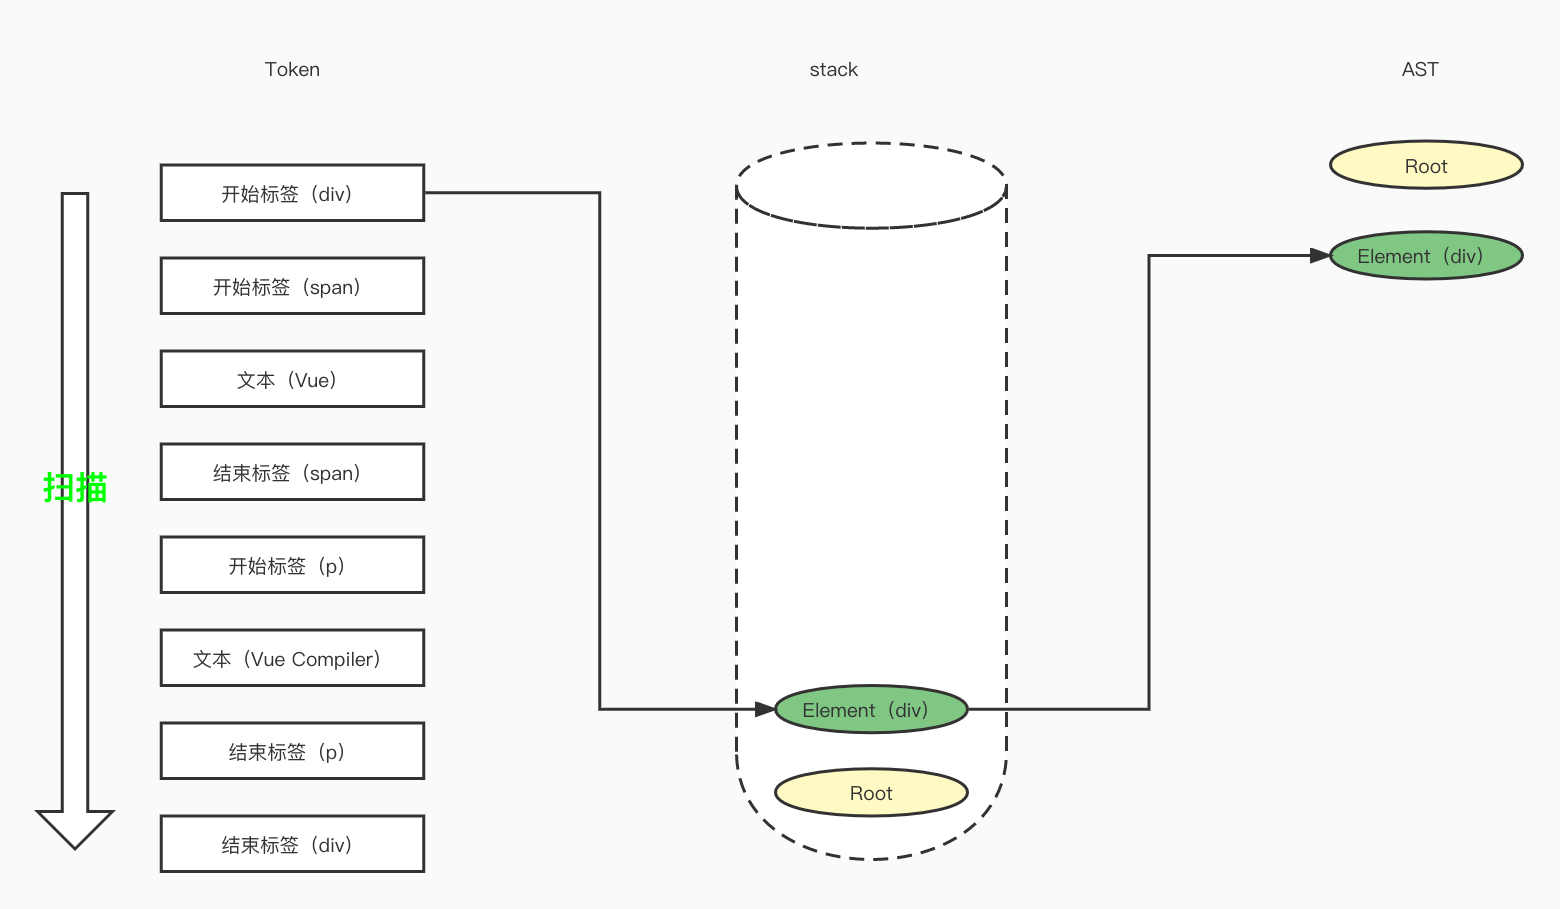 Token
stack
AST
扫描
开始标签（div）
开始标签（span）
文本（Vue）
结束标签（span）
开始标签（p）
文本（Vue Compiler）
结束标签（p）
结束标签（div）
Element（div）
Root
Root
Element（div）